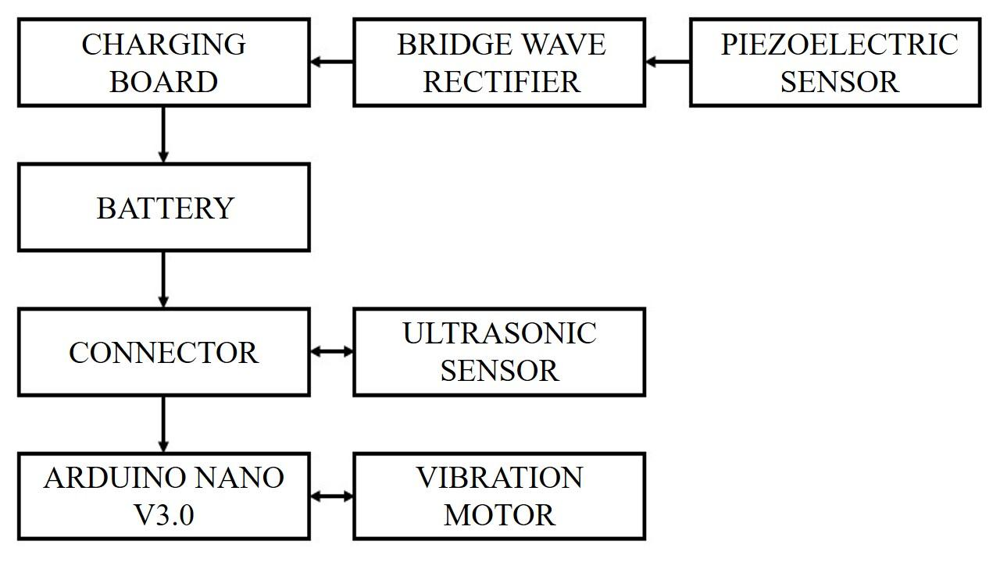 CHARGING
BOARD
BRIDGE WAVE
RECTIFIER
PIEZOELECTRIC
SENSOR
BATTERY
CONNECTOR
ULTRASONIC
SENSOR
ARDUINO NANO
V3.0
VIBRATION
MOTOR